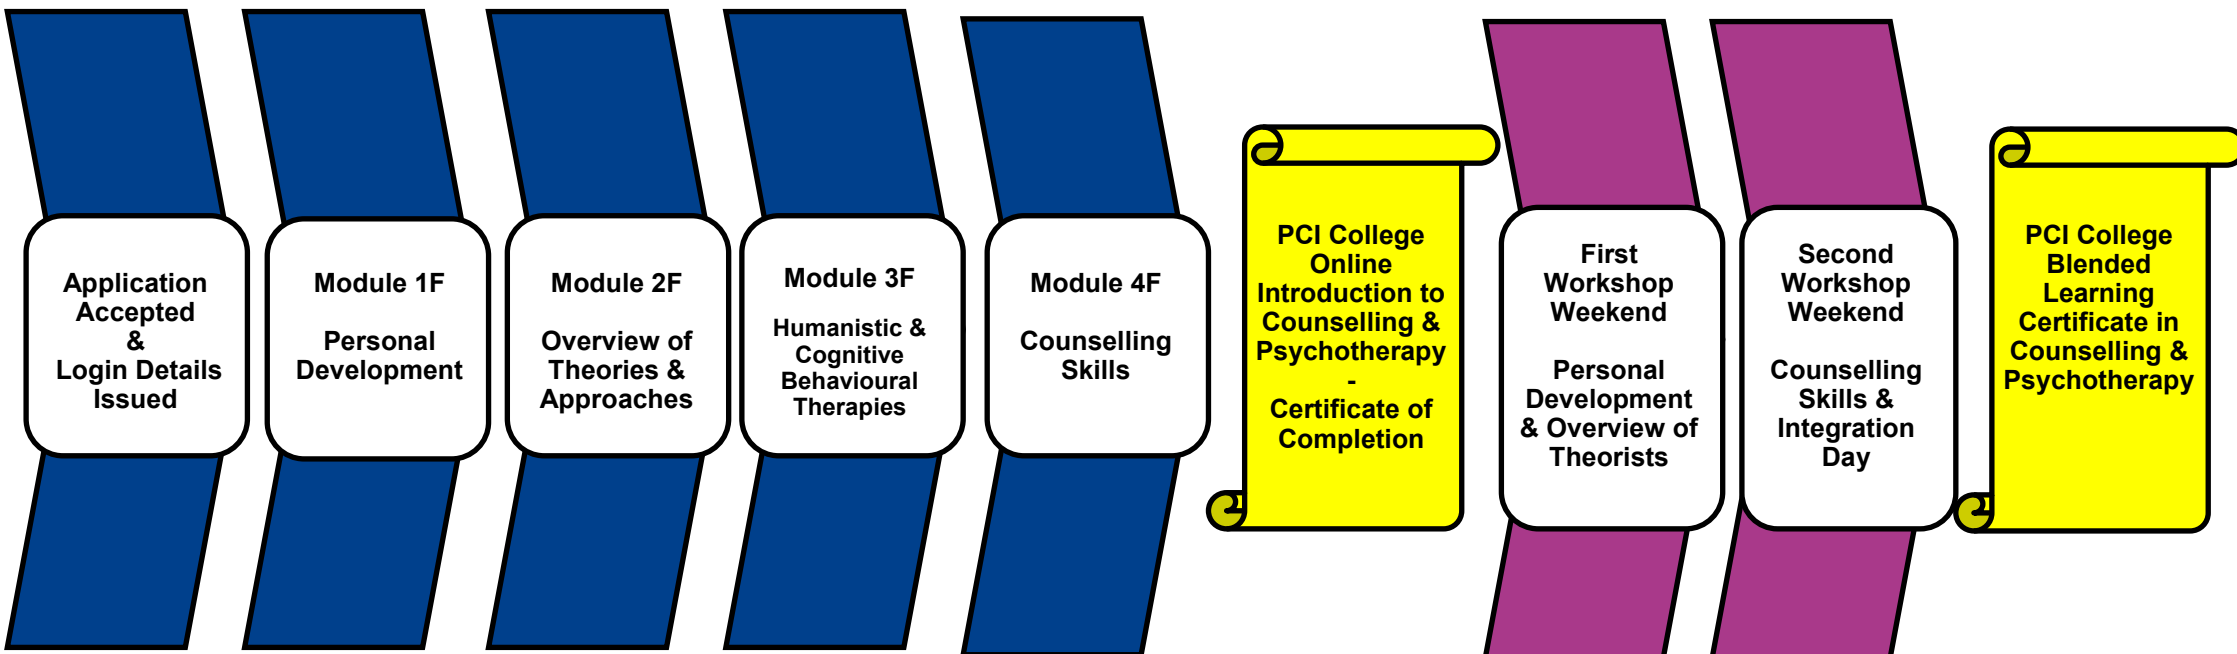 Application
Accepted
&
Login Details
Issued
Module 1F
Personal
Development
Module 2F
Overview of
Theories &
Approaches
Module 3F
Humanistic &
Cognitive
Behavioural
Therapies
Module 4F
Counselling
Skills
PCI College
Online
Introduction to
Counselling &
Psychotherapy
-
Certificate of
Completion
First
Workshop
Weekend
Personal
Development
& Overview of
Theorists
Second
Workshop
Weekend
Counselling
Skills &
Integration
Day
PCI College
Blended
Learning
Certificate in
Counselling &
Psychotherapy